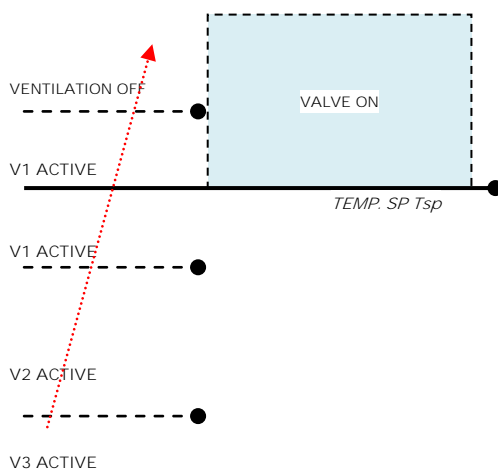 VENTILATION OFF
VALVE ON
V1 ACTIVE
TEMP. SP Tsp
V1 ACTIVE
V2 ACTIVE
V3 ACTIVE